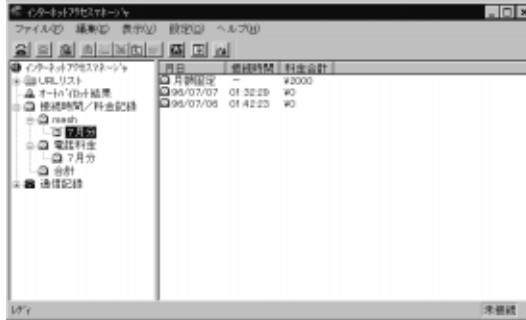 インターネットアクセスマネージャ
ファイル(F) 編集(E) 表示(V) 設定(O) ヘルプ(H)
インターネットアクセスマネージャ
URLリスト
オートパイロット結果
接続時間/料金記録
mesh
7月分
電話料金
7月分
合計
通信記録
月日 接続時間 料金合計
月額固定 － ¥2000
96/07/07 01:32:29 ¥0
96/07/06 01:42:23 ¥0
レディ 未接続